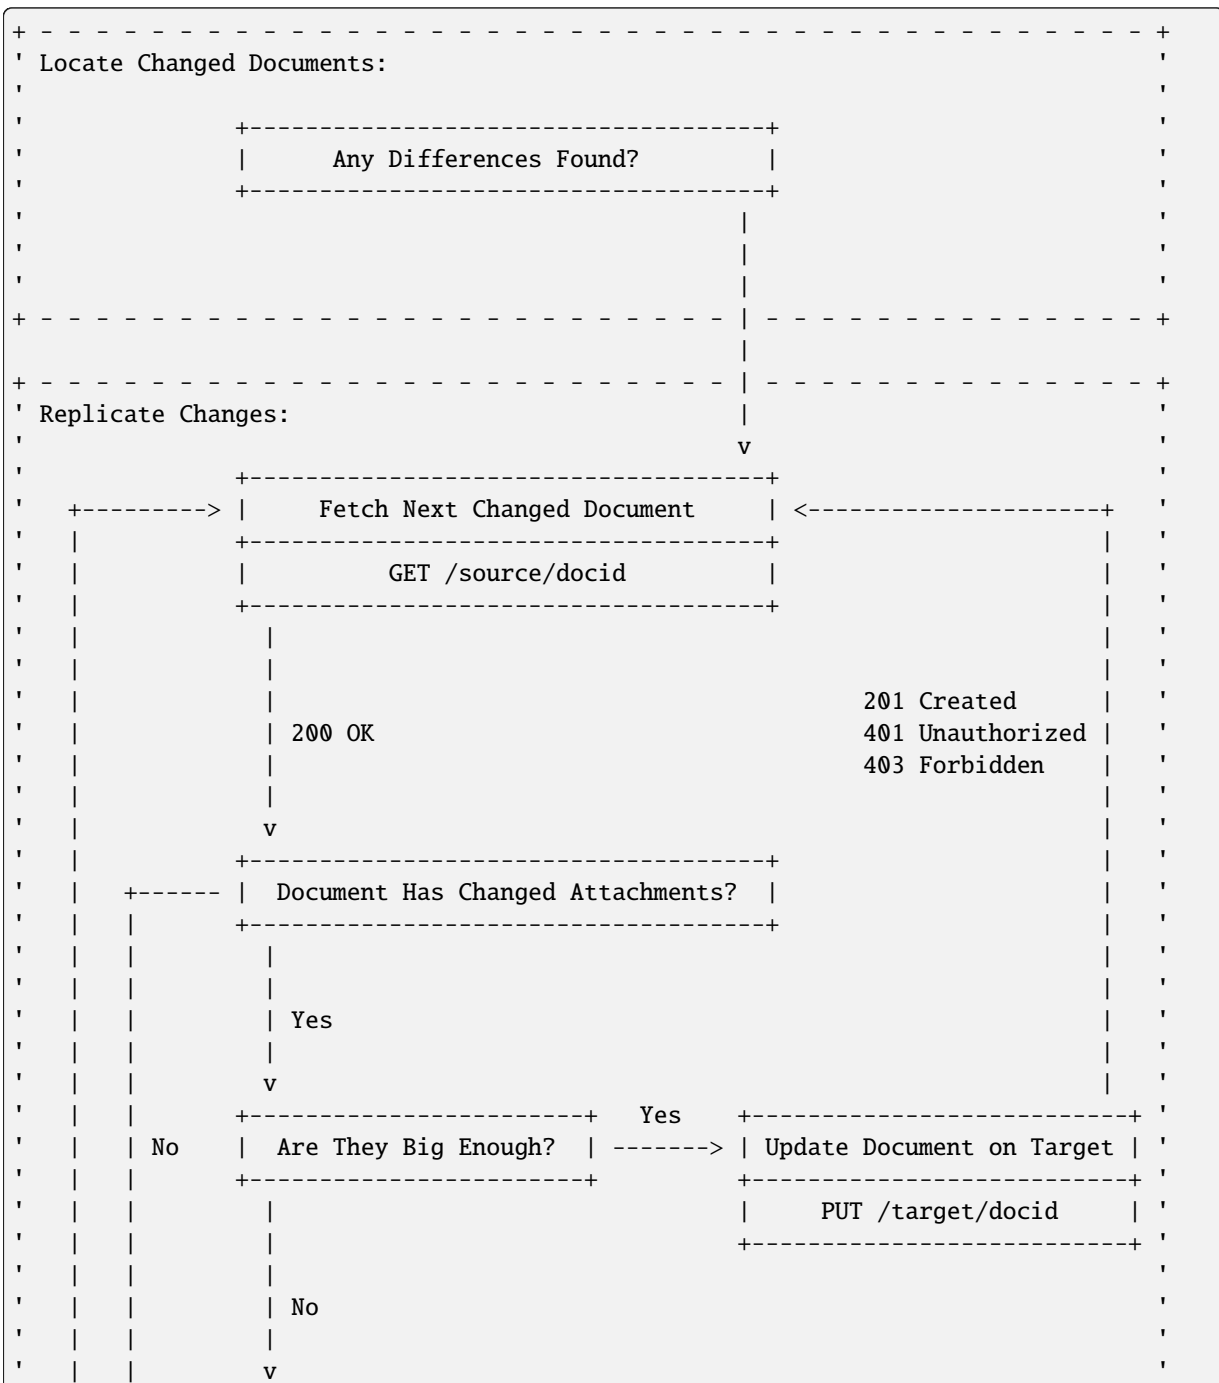 Locate Changed Documents:
Any Differences Found?
Replicate Changes:
Fetch Next Changed Document
GET /source/docid
201 Created
200 OK
401 Unauthorized
403 Forbidden
Document Has Changed Attachments?
Yes
Yes
No
Are They Big Enough?
Update Document on Target
PUT /target/docid
No